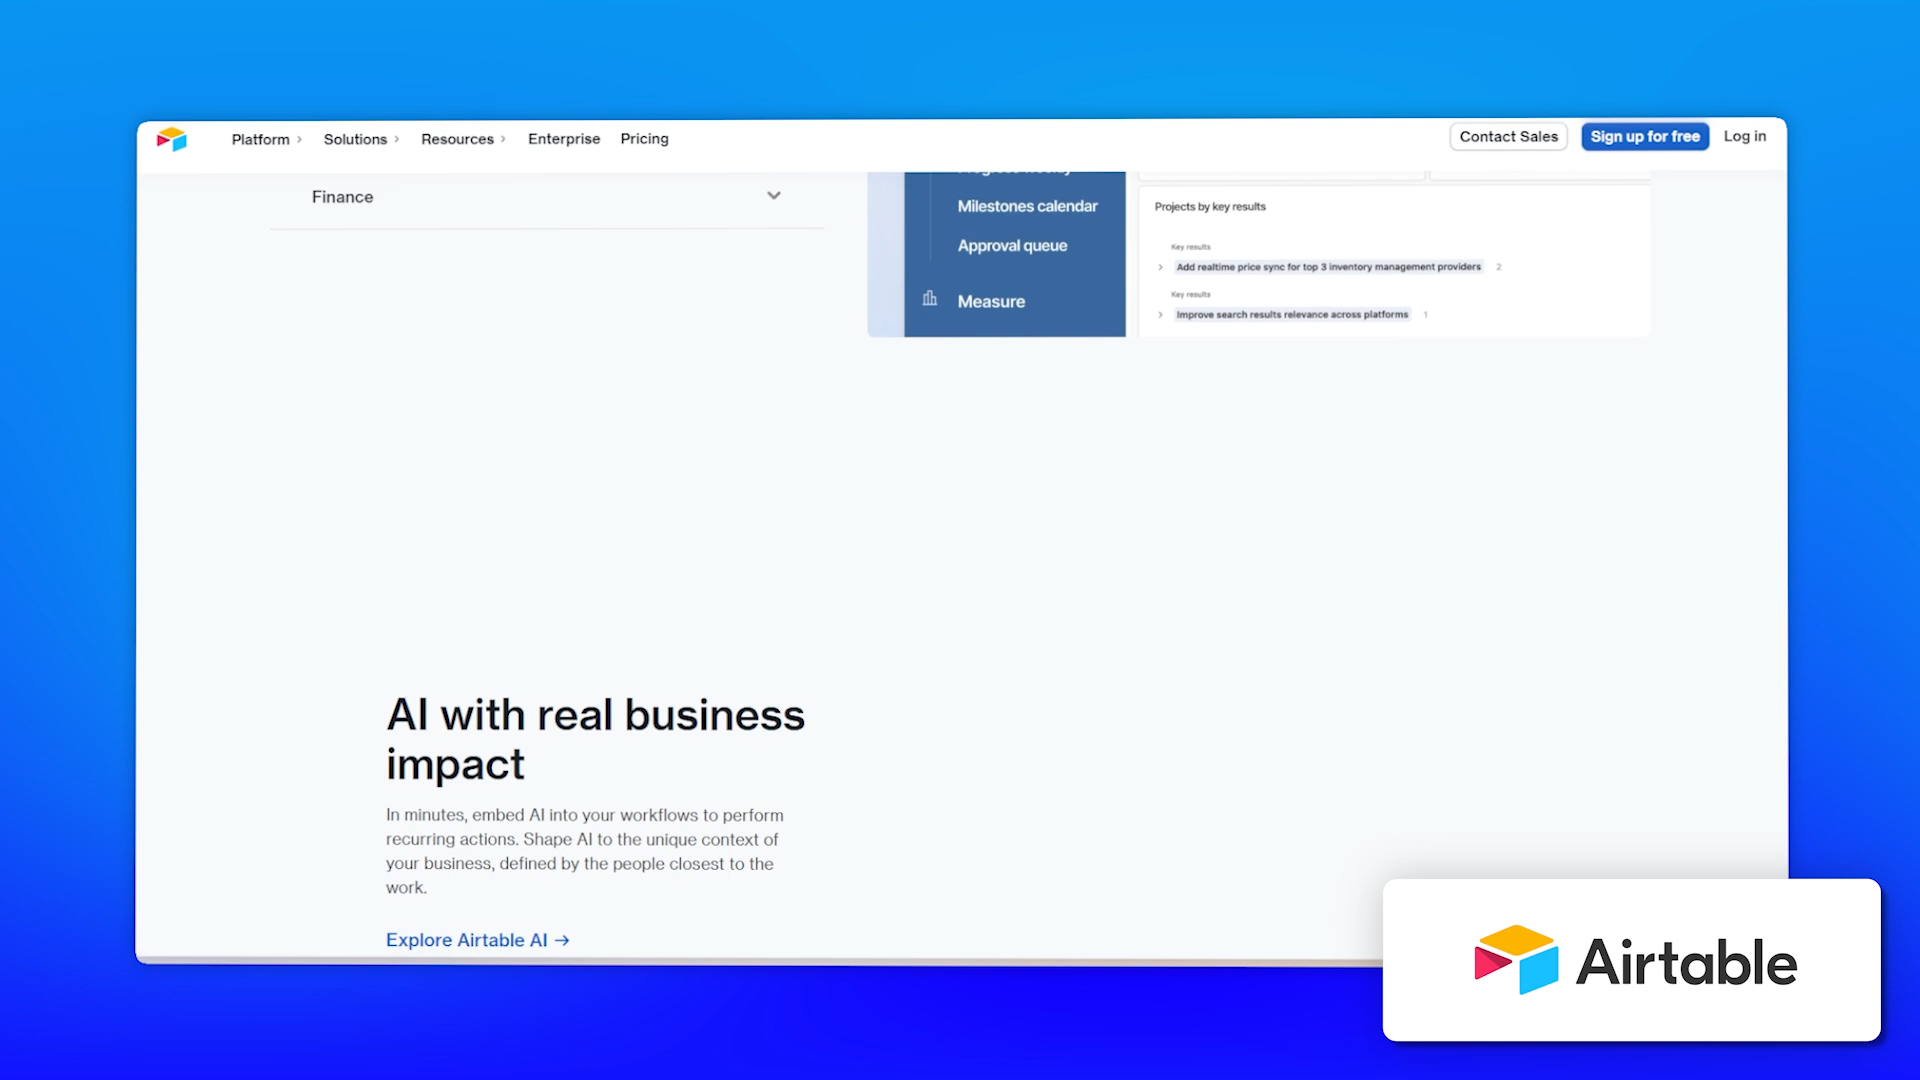 Platform
Solutions
Resources
Enterprise
Pricing
Contact Sales
Sign up for free
Log in
Finance
Milestones calendar
Approval queue
Measure
Projects by key results
Key results
Add realtime price sync for top 3 inventory management providers 2
Key results
Improve search results relevance across platforms 1
AI with real business
impact
In minutes, embed AI into your workflows to perform
recurring actions. Shape AI to the unique context of
your business, defined by the people closest to the
work.
Explore Airtable AI →
Airtable